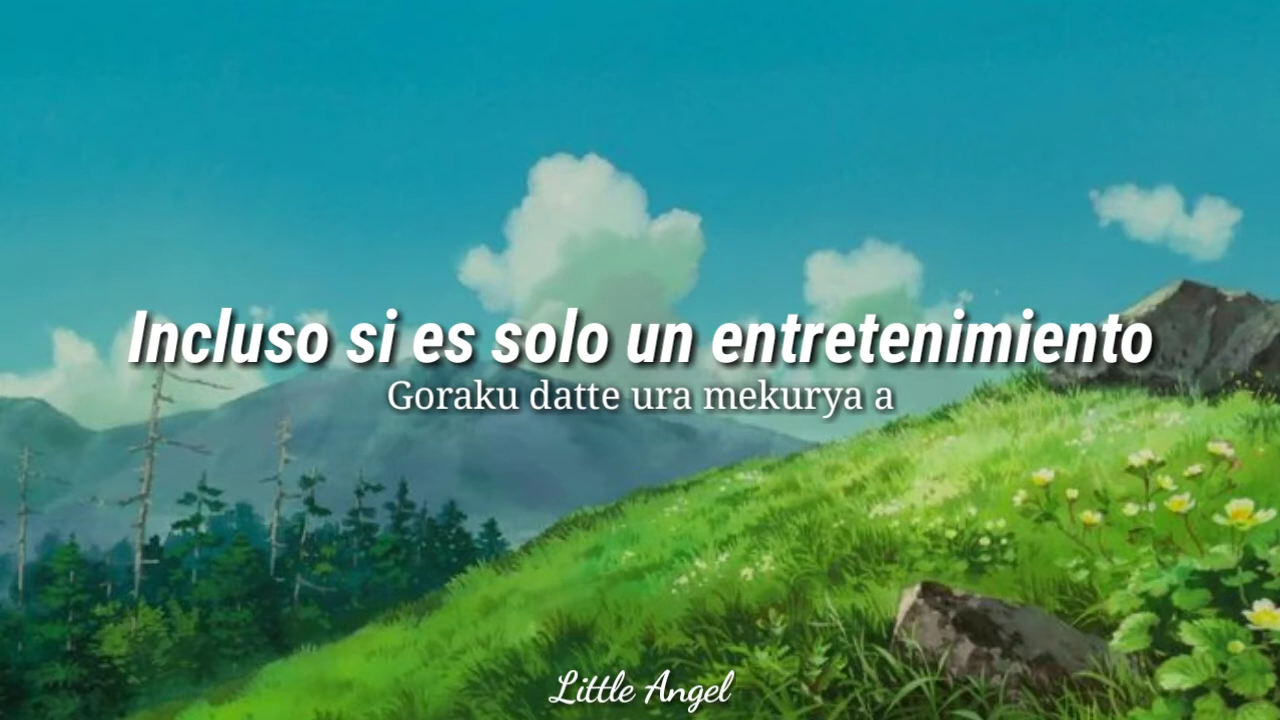 Incluso si es solo un entretenimiento
Goraku datte ura mekurya a
Little Angel